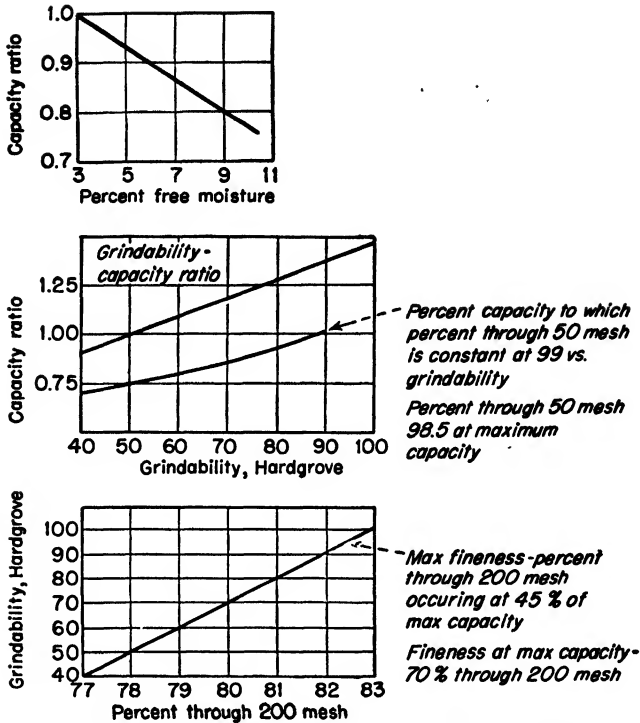 1.0
0.9
0.8
0.7
Capacity ratio
3 5 7 9 11
Percent free moisture
Grindability-
capacity ratio
1.25
1.00
0.75
Capacity ratio
40 50 60 70 80 90 100
Grindability, Hardgrove
Percent capacity to which
percent through 50 mesh
is constant at 99 vs.
grindability
Percent through 50 mesh
98.5 at maximum
capacity
100
90
80
70
60
50
40
Grindability, Hardgrove
77 78 79 80 81 82 83
Percent through 200 mesh
Max fineness-percent
through 200 mesh
occuring at 45 % of
max capacity
Fineness at max capacity-
70 % through 200 mesh